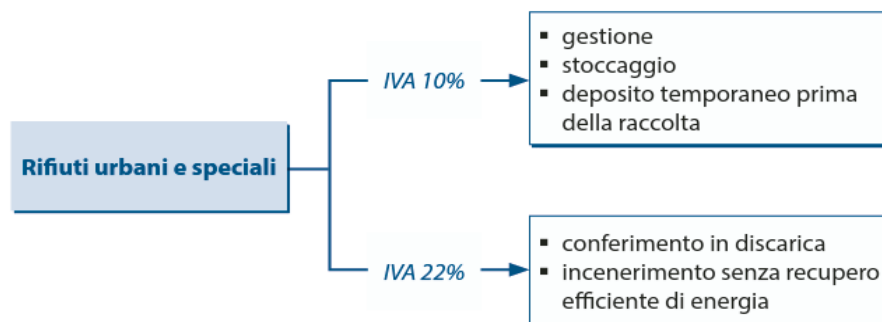 Rifiuti urbani e speciali
IVA 10%
▪ gestione
▪ stoccaggio
▪ deposito temporaneo prima
della raccolta
IVA 22%
▪ conferimento in discarica
▪ incenerimento senza recupero
efficiente di energia